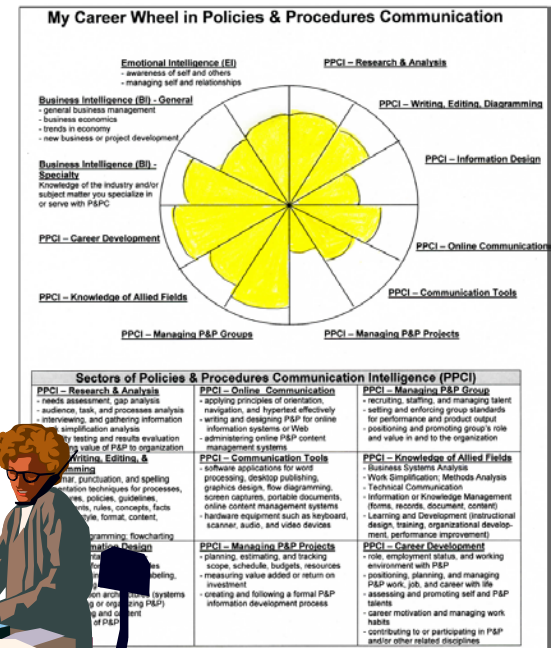 My Career Wheel in Policies & Procedures Communication
Emotional Intelligence (EI)
- awareness of self and others
- managing self and relationships
PPCI – Research & Analysis
Business Intelligence (BI) - General
- general business management
- business economics
- trends in economy
- new business or project development
PPCI – Writing, Editing, Diagramming
Business Intelligence (BI) -
Specialty
Knowledge of the industry and/or
subject matter you specialize in
or serve with P&PC
PPCI – Information Design
PPCI – Career Development
PPCI – Online Communication
PPCI – Knowledge of Allied Fields
PPCI – Communication Tools
PPCI – Managing P&P Groups
PPCI – Managing P&P Projects
Sectors of Policies & Procedures Communication Intelligence (PPCI)
PPCI – Research & Analysis
- needs assessment, gap analysis
- audience, task, and processes analysis
- interviewing, and gathering information
simplification analysis
testing and results evaluation
value of P&P to organization
PPCI – Online Communication
- applying principles of orientation,
navigation, and hypertext effectively
- writing and designing P&P for online
information systems or Web
- administering online P&P content
management systems
PPCI – Managing P&P Group
- recruiting, staffing, and managing talent
- setting and enforcing group standards
for performance and product output
- positioning and promoting group's role
and value in and to the organization
Writing, Editing, &
punctuation, and spelling
techniques for processes,
policies, guidelines,
rules, concepts, facts
format, content,
flowcharting
PPCI – Communication Tools
- software applications for word
processing, desktop publishing,
graphics design, flow diagramming,
screen captures, portable documents,
online content management systems
- hardware equipment such as keyboard,
scanner, audio, and video devices
PPCI – Knowledge of Allied Fields
- Business Systems Analysis
- Work Simplification; Methods Analysis
- Technical Communication
- Information or Knowledge Management
(forms, records, document, content)
- Learning and Development (instructional
design, training, organizational develop-
ment, performance improvement)
Design
(systems
or organizing P&P)
and content
of P&P
PPCI – Managing P&P Projects
- planning, estimating, and tracking
scope, schedule, budgets, resources
- measuring value added or return on
investment
- creating and following a formal P&P
information development process
PPCI – Career Development
- role, employment status, and working
environment with P&P
- positioning, planning, and managing
P&P work, job, and career with life
- assessing and promoting self and P&P
talents
- career motivation and managing work
habits
- contributing to or participating in P&P
and/or other related disciplines